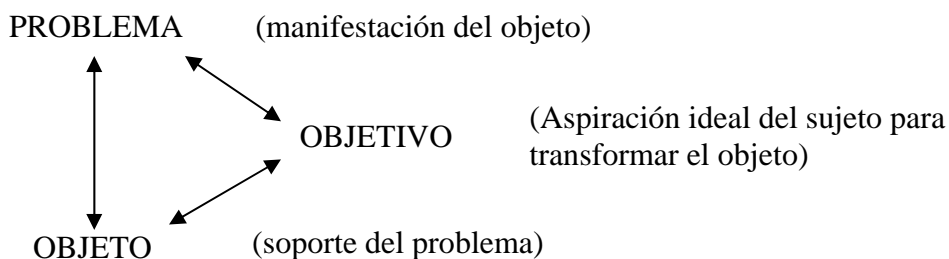 PROBLEMA (manifestación del objeto)
OBJETIVO (Aspiración ideal del sujeto para
transformar el objeto)
OBJETO (soporte del problema)